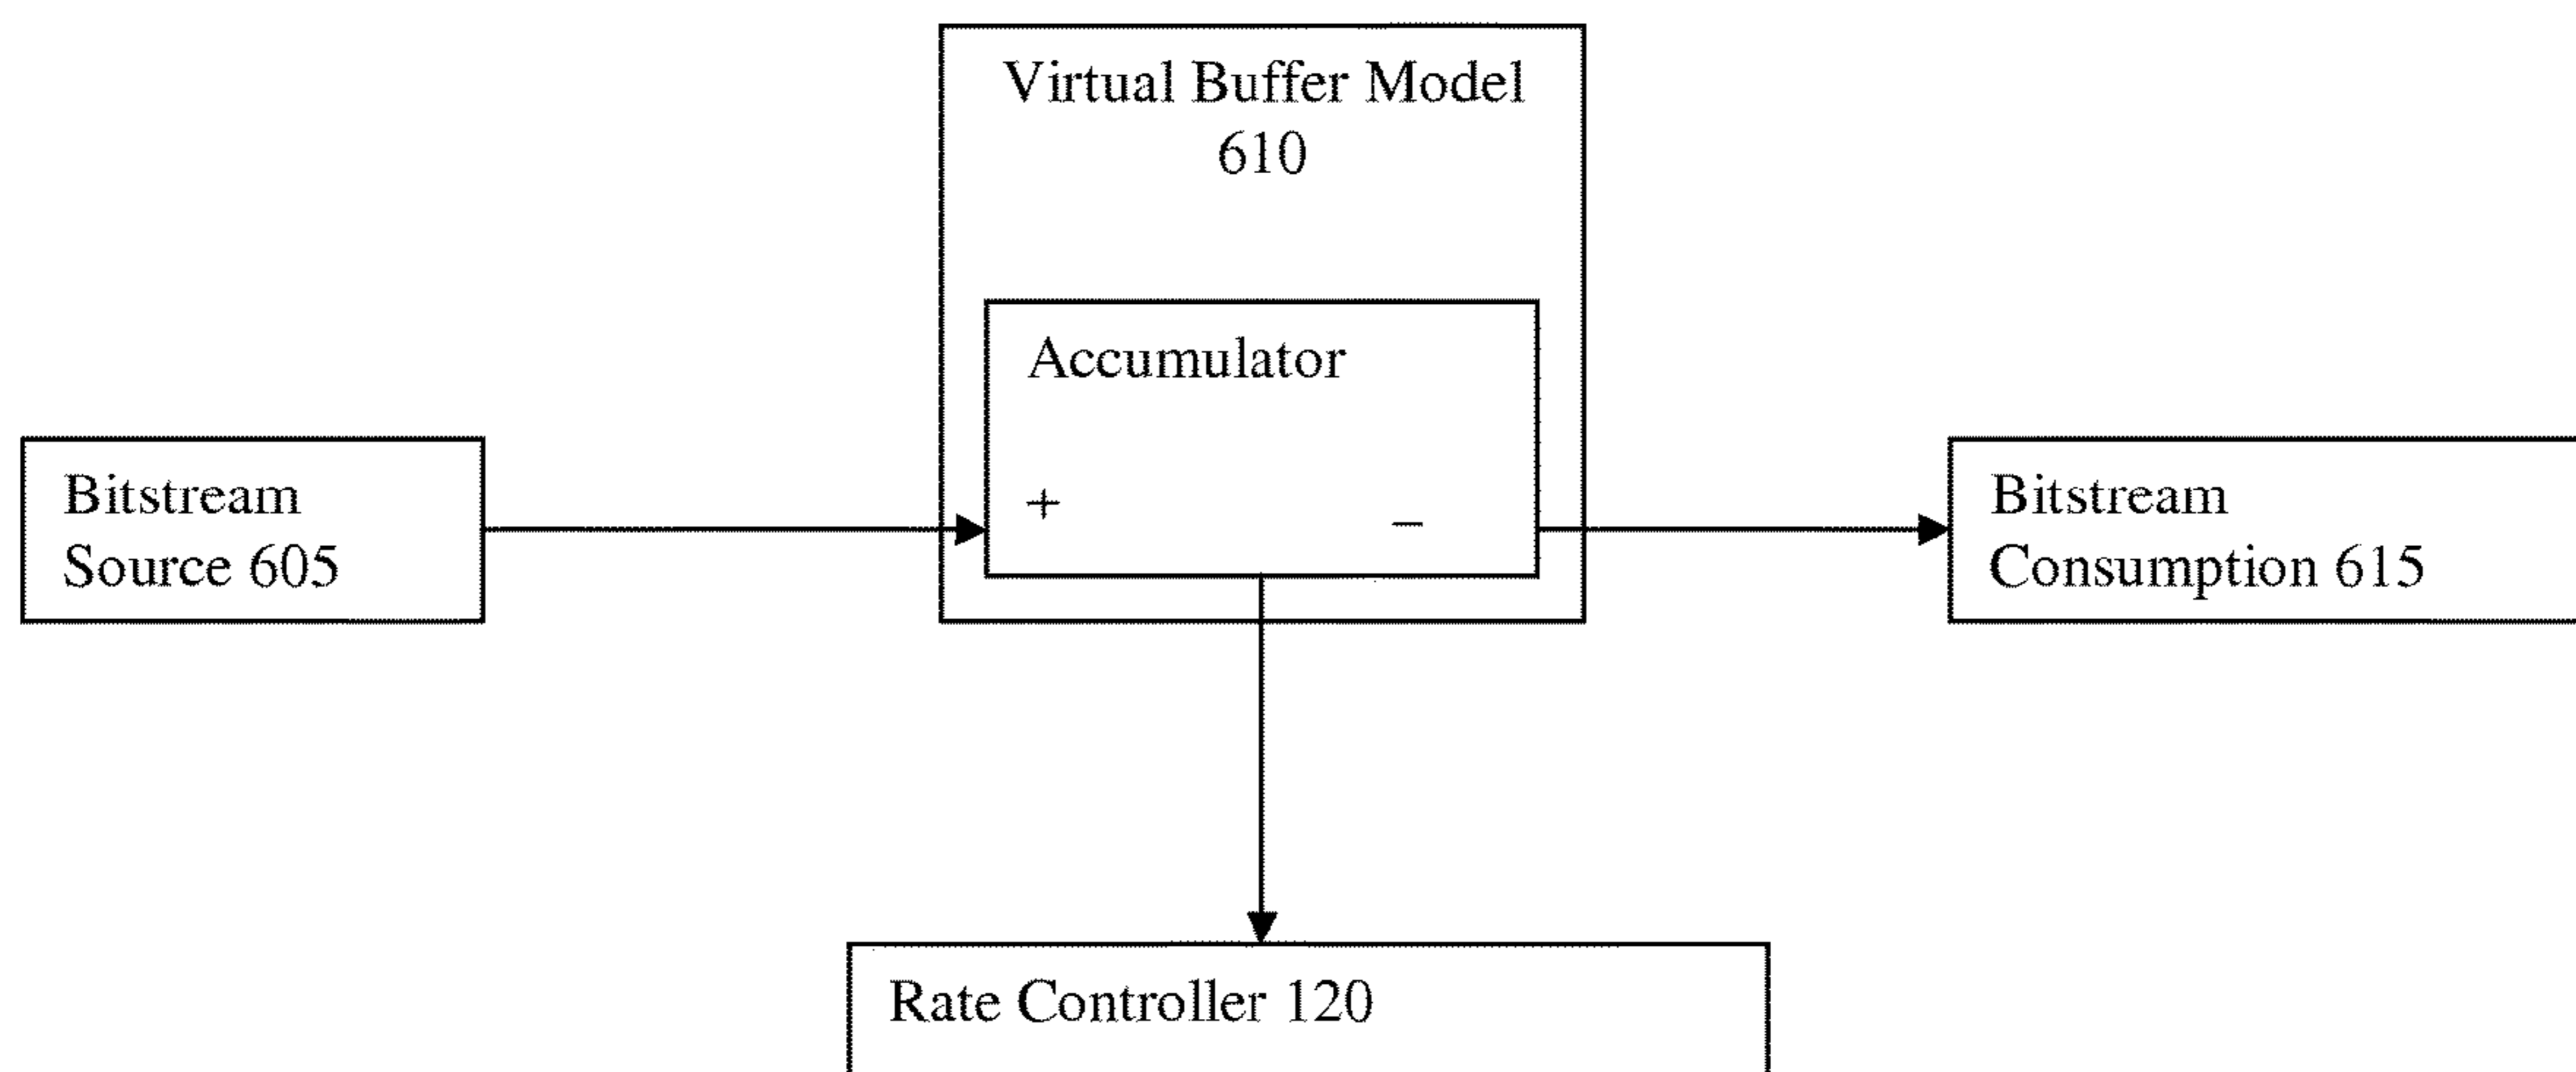 Virtual Buffer Model
610
Accumulator
+ −
Bitstream
Source 605
Bitstream
Consumption 615
Rate Controller 120